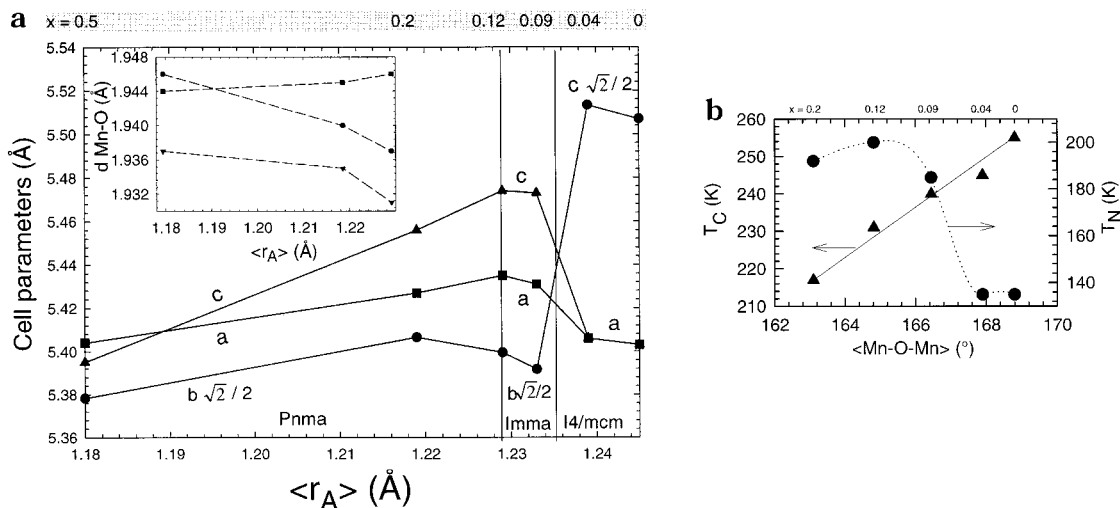 x = 0.5 0.2 0.12 0.09 0.04 0
a
5.54
5.52
5.50
5.48
5.46
5.44
5.42
5.40
5.38
5.36
Cell parameters (Å)
1.948
1.944
1.940
1.936
1.932
d Mn-O (Å)
1.18 1.19 1.20 1.21 1.22
<r_A> (Å)
c √2 / 2
c
c
a
a
a
b √2 / 2
b√2/2
Pnma Imma I4/mcm
1.18 1.19 1.20 1.21 1.22 1.23 1.24
<r_A> (Å)
b
x = 0.2 0.12 0.09 0.04 0
260
250
240
230
220
210
T_C (K)
200
180
160
140
T_N (K)
162 164 166 168 170
<Mn-O-Mn> (°)